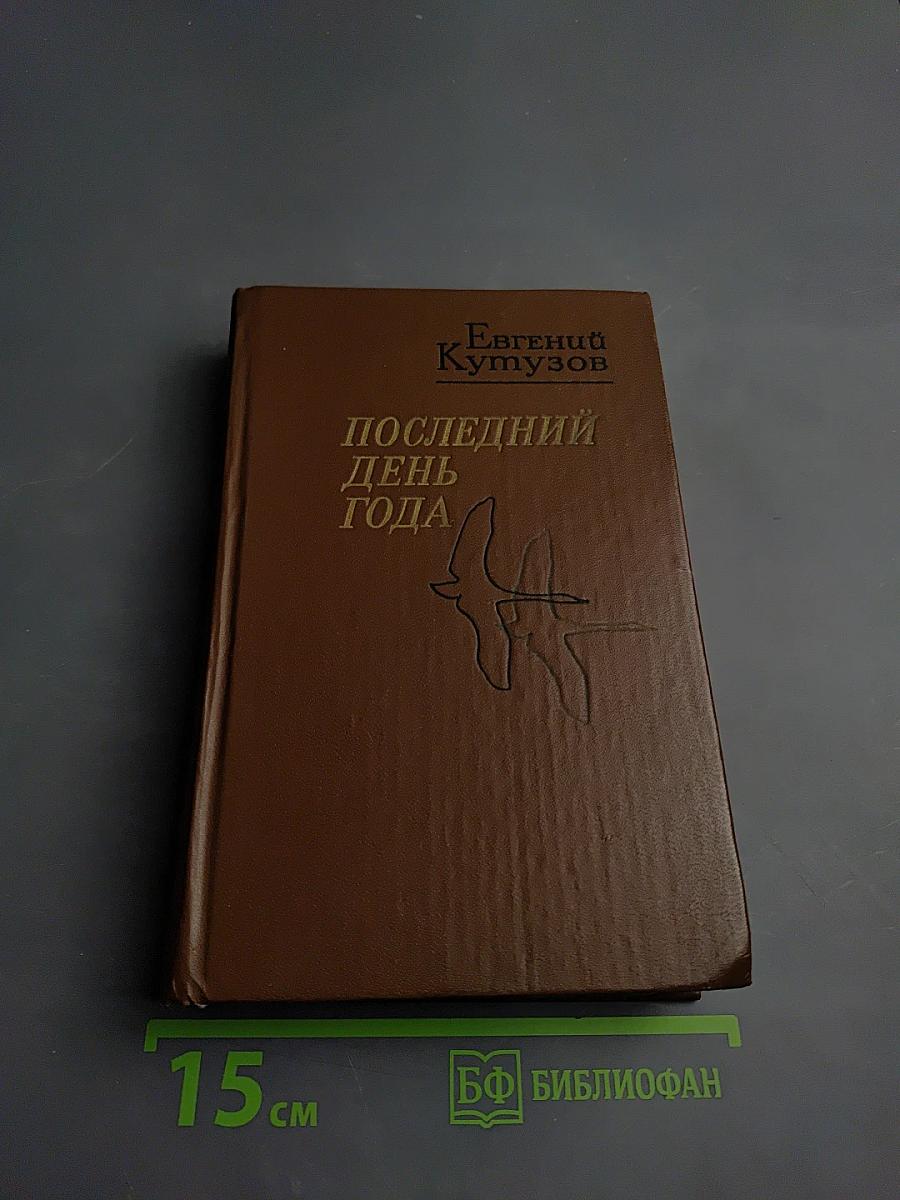 Евгений
Кутузов
ПОСЛЕДНИЙ
ДЕНЬ
ГОДА
15 см
БФ БИБЛИОФАН